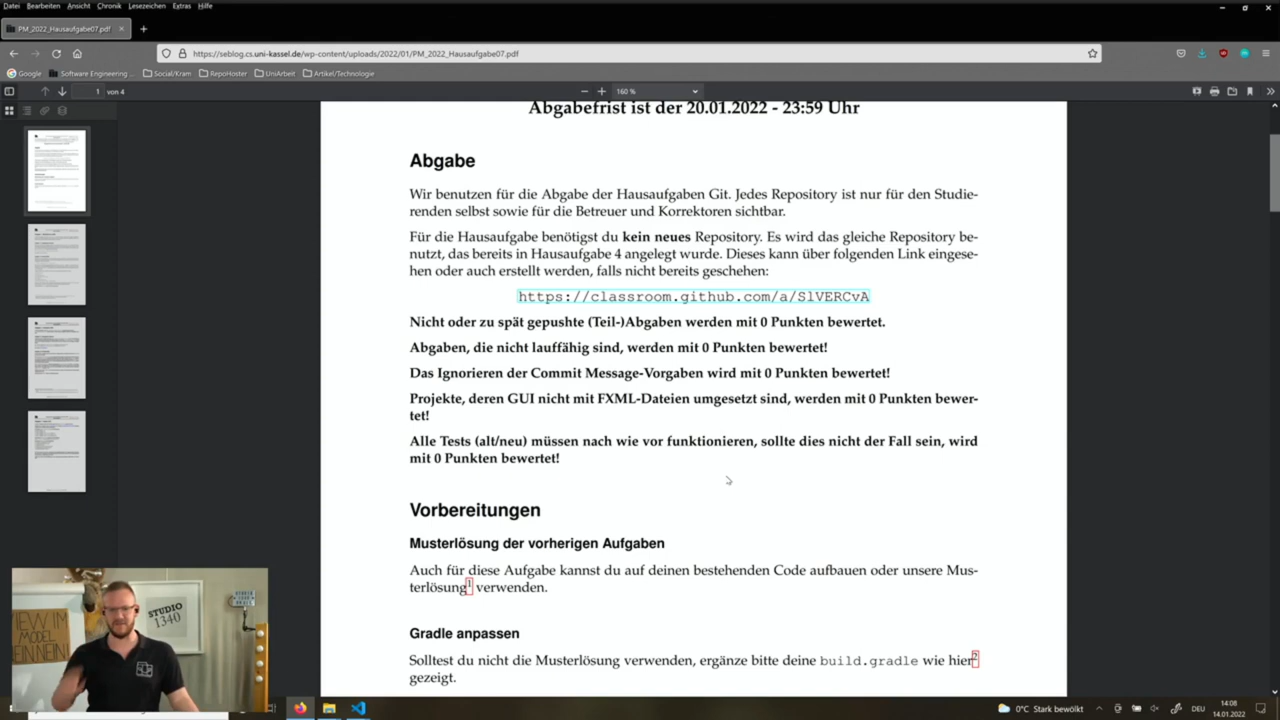 Datei Bearbeiten Ansicht Chronik Lesezeichen Extras Hilfe
PM_2022_Hausaufgabe07.pdf
https://seblog.cs.uni-kassel.de/wp-content/uploads/2022/01/PM_2022_Hausaufgabe07.pdf
Google Software Engineering ... Social/Kram RepoHoster UniArbeit Artikel/Technologie
1 von 4 160 %
Abgabefrist ist der 20.01.2022 - 23:59 Uhr
Abgabe
Wir benutzen für die Abgabe der Hausaufgaben Git. Jedes Repository ist nur für den Studie-
renden selbst sowie für die Betreuer und Korrektoren sichtbar.
Für die Hausaufgabe benötigst du kein neues Repository. Es wird das gleiche Repository be-
nutzt, das bereits in Hausaufgabe 4 angelegt wurde. Dieses kann über folgenden Link eingese-
hen oder auch erstellt werden, falls nicht bereits geschehen:
https://classroom.github.com/a/SlVERCvA
Nicht oder zu spät gepushte (Teil-)Abgaben werden mit 0 Punkten bewertet.
Abgaben, die nicht lauffähig sind, werden mit 0 Punkten bewertet!
Das Ignorieren der Commit Message-Vorgaben wird mit 0 Punkten bewertet!
Projekte, deren GUI nicht mit FXML-Dateien umgesetzt sind, werden mit 0 Punkten bewer-
tet!
Alle Tests (alt/neu) müssen nach wie vor funktionieren, sollte dies nicht der Fall sein, wird
mit 0 Punkten bewertet!
Vorbereitungen
Musterlösung der vorherigen Aufgaben
Auch für diese Aufgabe kannst du auf deinen bestehenden Code aufbauen oder unsere Mus-
terlösung1 verwenden.
Gradle anpassen
Solltest du nicht die Musterlösung verwenden, ergänze bitte deine build.gradle wie hier2
gezeigt.
VIEW IM
MODEL
EIN NEIN!
STUDIO
1340
0°C Stark bewölkt
DEU
14:08
14.01.2022